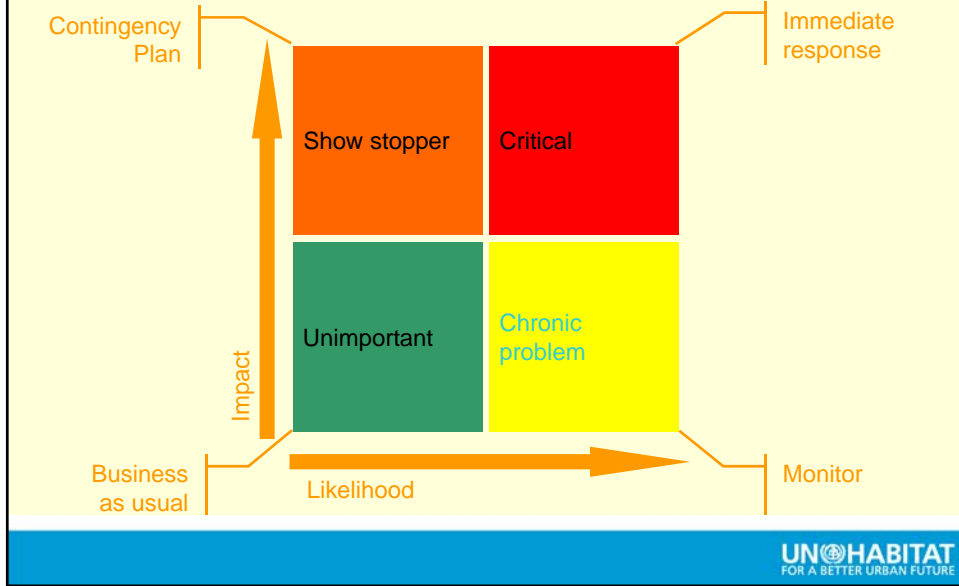 Contingency
Plan
Immediate
response
Show stopper
Critical
Unimportant
Chronic
problem
Impact
Likelihood
Business
as usual
Monitor
UN HABITAT
FOR A BETTER URBAN FUTURE